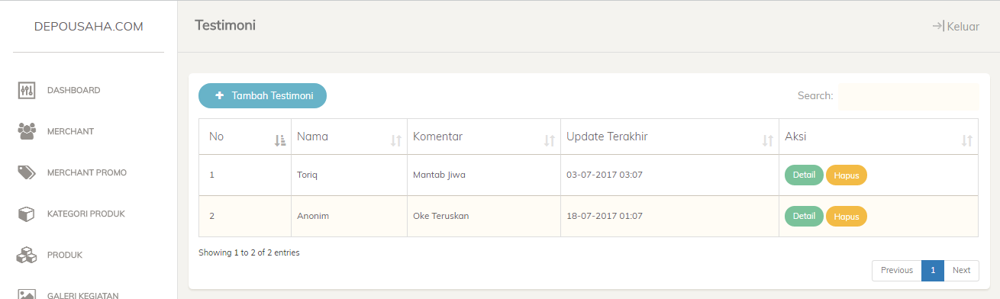 DEPOUSAHA.COM
Testimoni
Keluar
DASHBOARD
MERCHANT
MERCHANT PROMO
KATEGORI PRODUK
PRODUK
GALERI KEGIATAN
Tambah Testimoni
Search:
No Nama Komentar Update Terakhir Aksi
1 Toriq Mantab Jiwa 03-07-2017 03:07 Detail Hapus
2 Anonim Oke Teruskan 18-07-2017 01:07 Detail Hapus
Showing 1 to 2 of 2 entries
Previous 1 Next